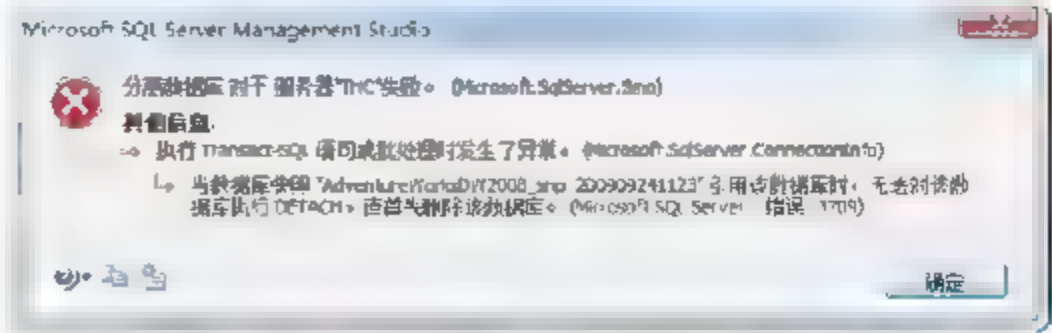 Microsoft SQL Server Management Studio
分离数据库 对于 服务器"THC"失败。 (Microsoft.SqlServer.Smo)
其他信息:
执行 Transact-SQL 语句或批处理时发生了异常。 (Microsoft.SqlServer.ConnectionInfo)
当数据库快照 "AdventureWorksDW2008_snp_200909241123" 引用该数据库时，无法对该数
据库执行 DETACH。请首先删除该数据库。 (Microsoft SQL Server, 错误: 3709)
确定